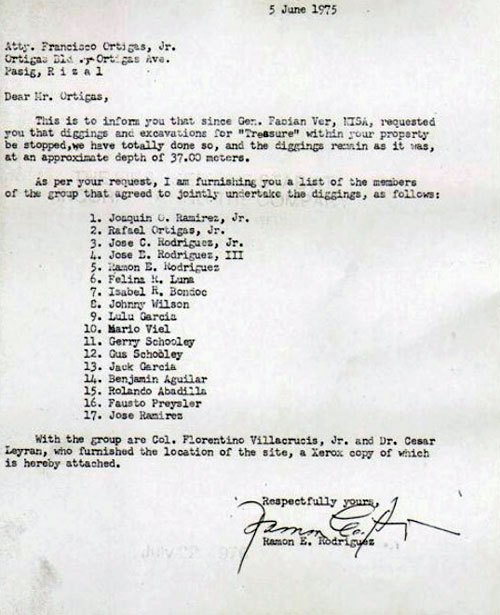 5 June 1975
Atty. Francisco Ortigas, Jr.
Ortigas Bld Ortigas Ave.
Pasig, R i z a l
Dear Mr. Ortigas,
This is to inform you that since Gen. Fabian Ver, NISA, requested
you that diggings and excavations for "Treasure" within your property
be stopped,we have totally done so, and the diggings remain as it was,
at an approximate depth of 37.00 meters.
As per your request, I am furnishing you a list of the members
of the group that agreed to jointly undertake the diggings, as follows:
1. Joaquin G. Ramirez, Jr.
2. Rafael Ortigas, Jr.
3. Jose C. Rodriguez, Jr.
4. Jose E. Rodriguez, III
5. Ramon E. Rodriguez
6. Felina R. Luna
7. Isabel R. Bondoc
8. Johnny Wilson
9. Lulu Garcia
10. Mario Viel
11. Gerry Schooley
12. Gus Schooley
13. Jack Garcia
14. Benjamin Aguilar
15. Rolando Abadilla
16. Fausto Preysler
17. Jose Ramirez
With the group are Col. Florentino Villacrucis, Jr. and Dr. Cesar
Leyran, who furnished the location of the site, a Xerox copy of which
is hereby attached.
Respectfully yours,
Ramon
Ramon E. Rodriguez